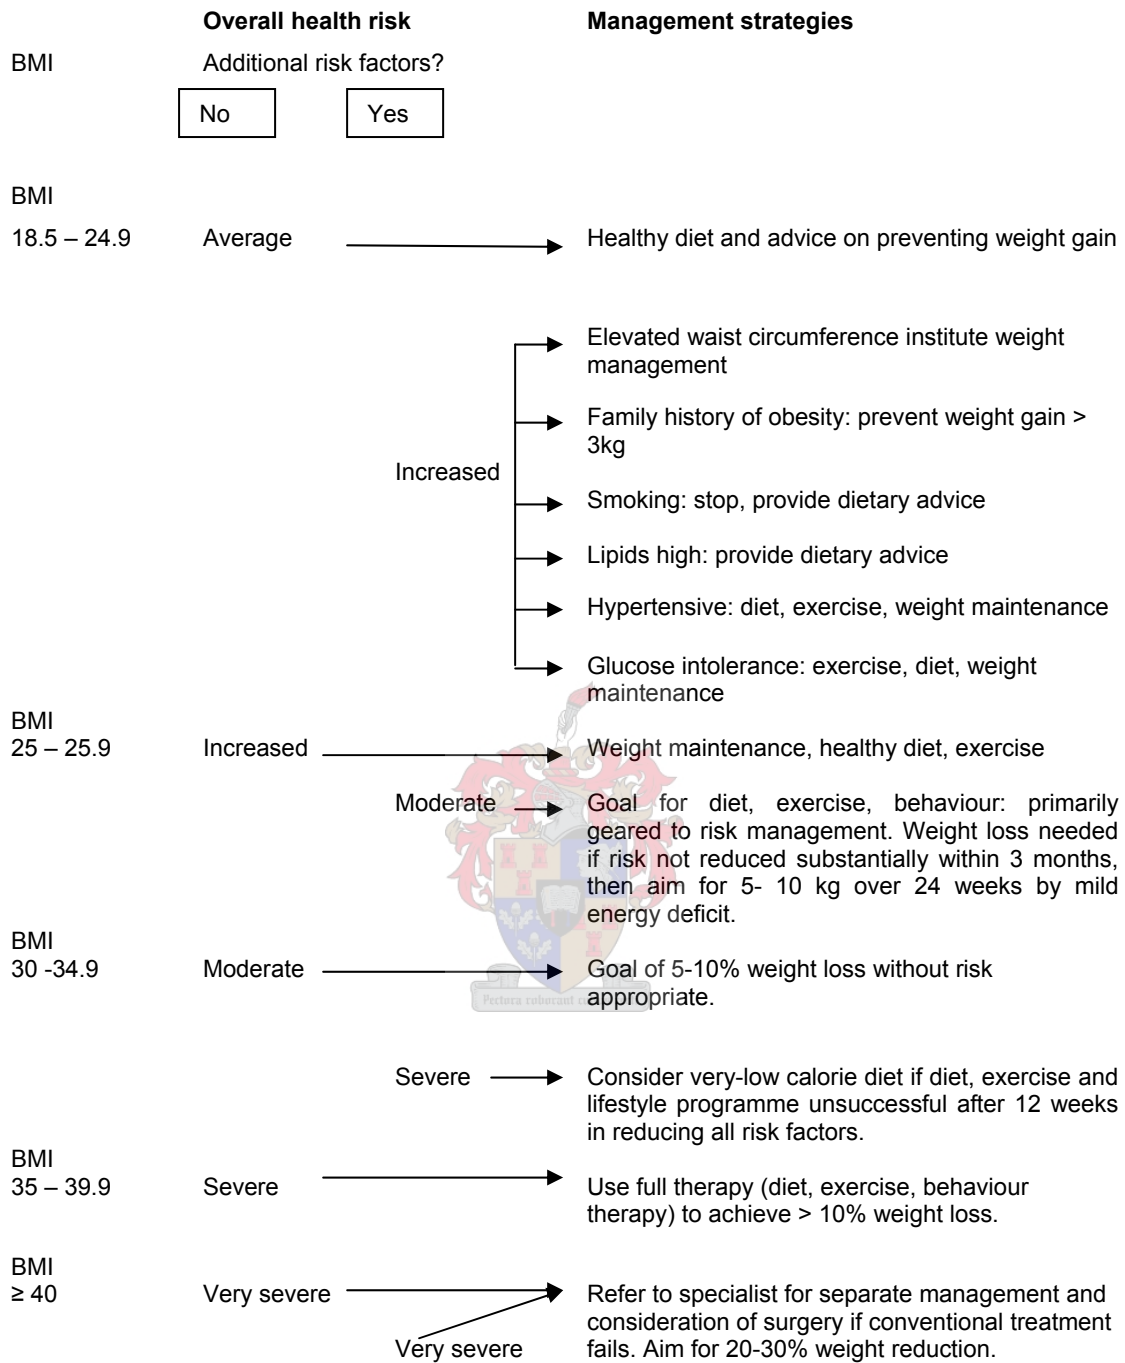 Overall health risk Management strategies
BMI Additional risk factors?
No Yes
BMI
18.5 – 24.9 Average Healthy diet and advice on preventing weight gain
Elevated waist circumference institute weight
management
Family history of obesity: prevent weight gain >
3kg
Increased
Smoking: stop, provide dietary advice
Lipids high: provide dietary advice
Hypertensive: diet, exercise, weight maintenance
Glucose intolerance: exercise, diet, weight
maintenance
BMI
25 – 25.9 Increased Weight maintenance, healthy diet, exercise
Moderate Goal for diet, exercise, behaviour: primarily
geared to risk management. Weight loss needed
if risk not reduced substantially within 3 months,
then aim for 5- 10 kg over 24 weeks by mild
energy deficit.
BMI
30 -34.9 Moderate Goal of 5-10% weight loss without risk
appropriate.
Pectora roborant
Severe Consider very-low calorie diet if diet, exercise and
lifestyle programme unsuccessful after 12 weeks
in reducing all risk factors.
BMI
35 – 39.9 Severe Use full therapy (diet, exercise, behaviour
therapy) to achieve > 10% weight loss.
BMI
≥ 40 Very severe Refer to specialist for separate management and
consideration of surgery if conventional treatment
Very severe fails. Aim for 20-30% weight reduction.